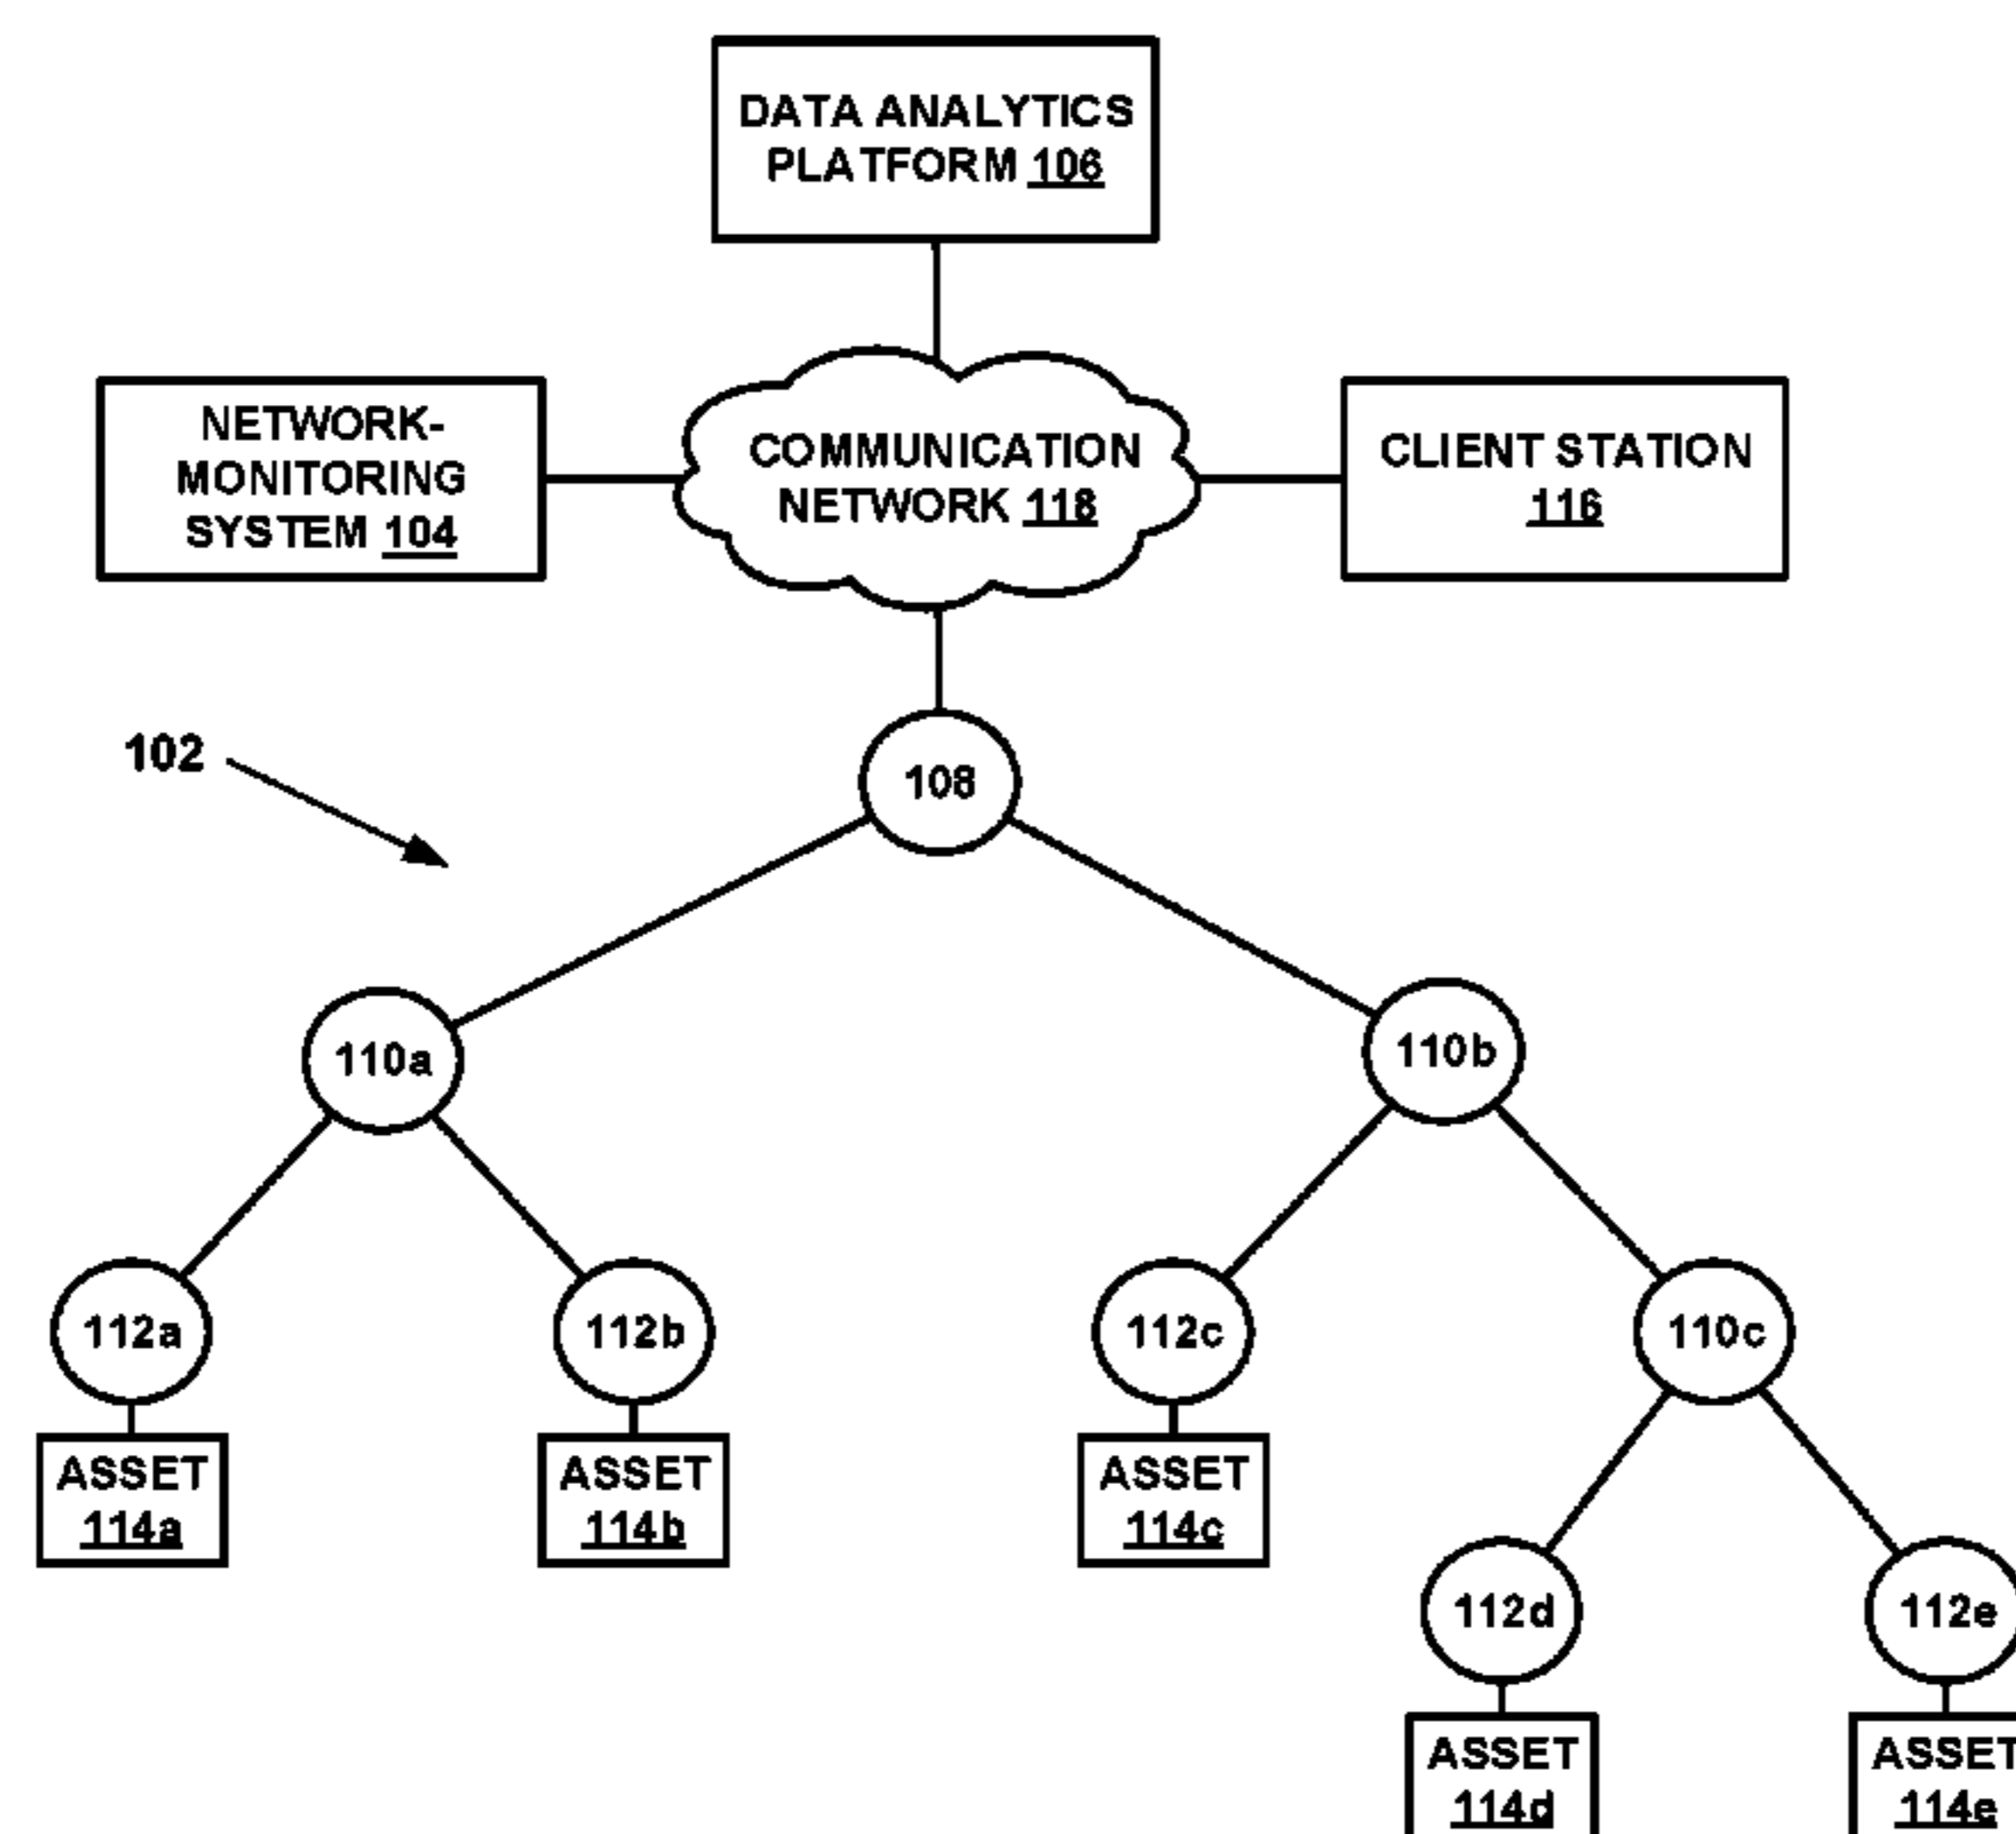 DATA ANALYTICS
PLATFORM 106
NETWORK-
MONITORING
SYSTEM 104
COMMUNICATION
NETWORK 118
CLIENT STATION
116
102
108
110a
110b
112a
112b
112c
110c
ASSET
114a
ASSET
114b
ASSET
114c
112d
112e
ASSET
114d
ASSET
114e